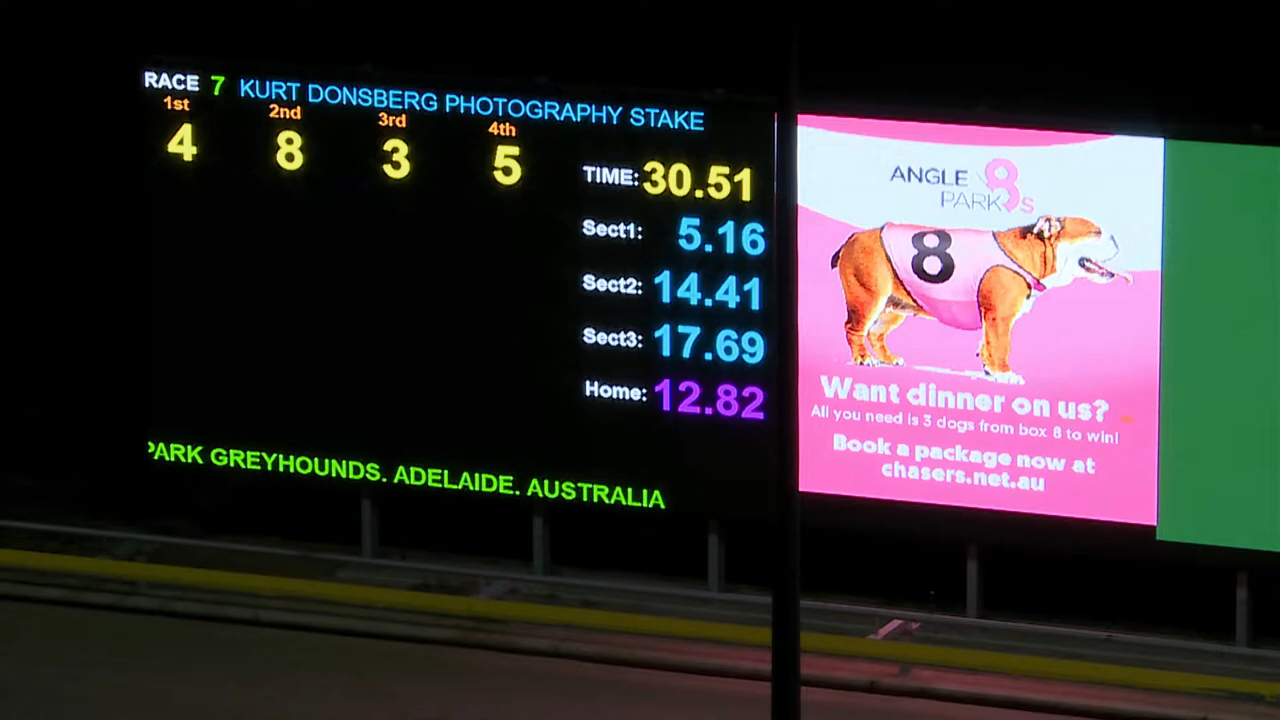 RACE 7 KURT DONSBERG PHOTOGRAPHY STAKE
1st 2nd 3rd 4th
4 8 3 5
TIME: 30.51
Sect1: 5.16
Sect2: 14.41
Sect3: 17.69
Home: 12.82
PARK GREYHOUNDS. ADELAIDE. AUSTRALIA
ANGLE
PARK 8s
8
Want dinner on us?
All you need is 3 dogs from box 8 to win!
Book a package now at
chasers.net.au